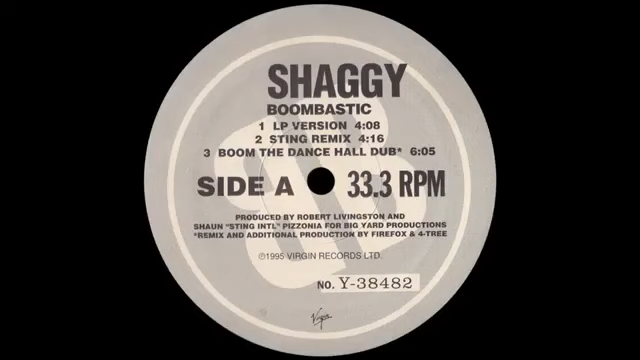 SHAGGY
BOOMBASTIC
1 LP VERSION 4:08
2 STING REMIX 4:16
3 BOOM THE DANCE HALL DUB* 6:05
SIDE A 33.3 RPM
PRODUCED BY ROBERT LIVINGSTON AND
SHAUN "STING INTL" PIZZONIA FOR BIG YARD PRODUCTIONS
*REMIX AND ADDITIONAL PRODUCTION BY FIREFOX & 4-TREE
℗1995 VIRGIN RECORDS LTD.
NO. Y-38482
Virgin